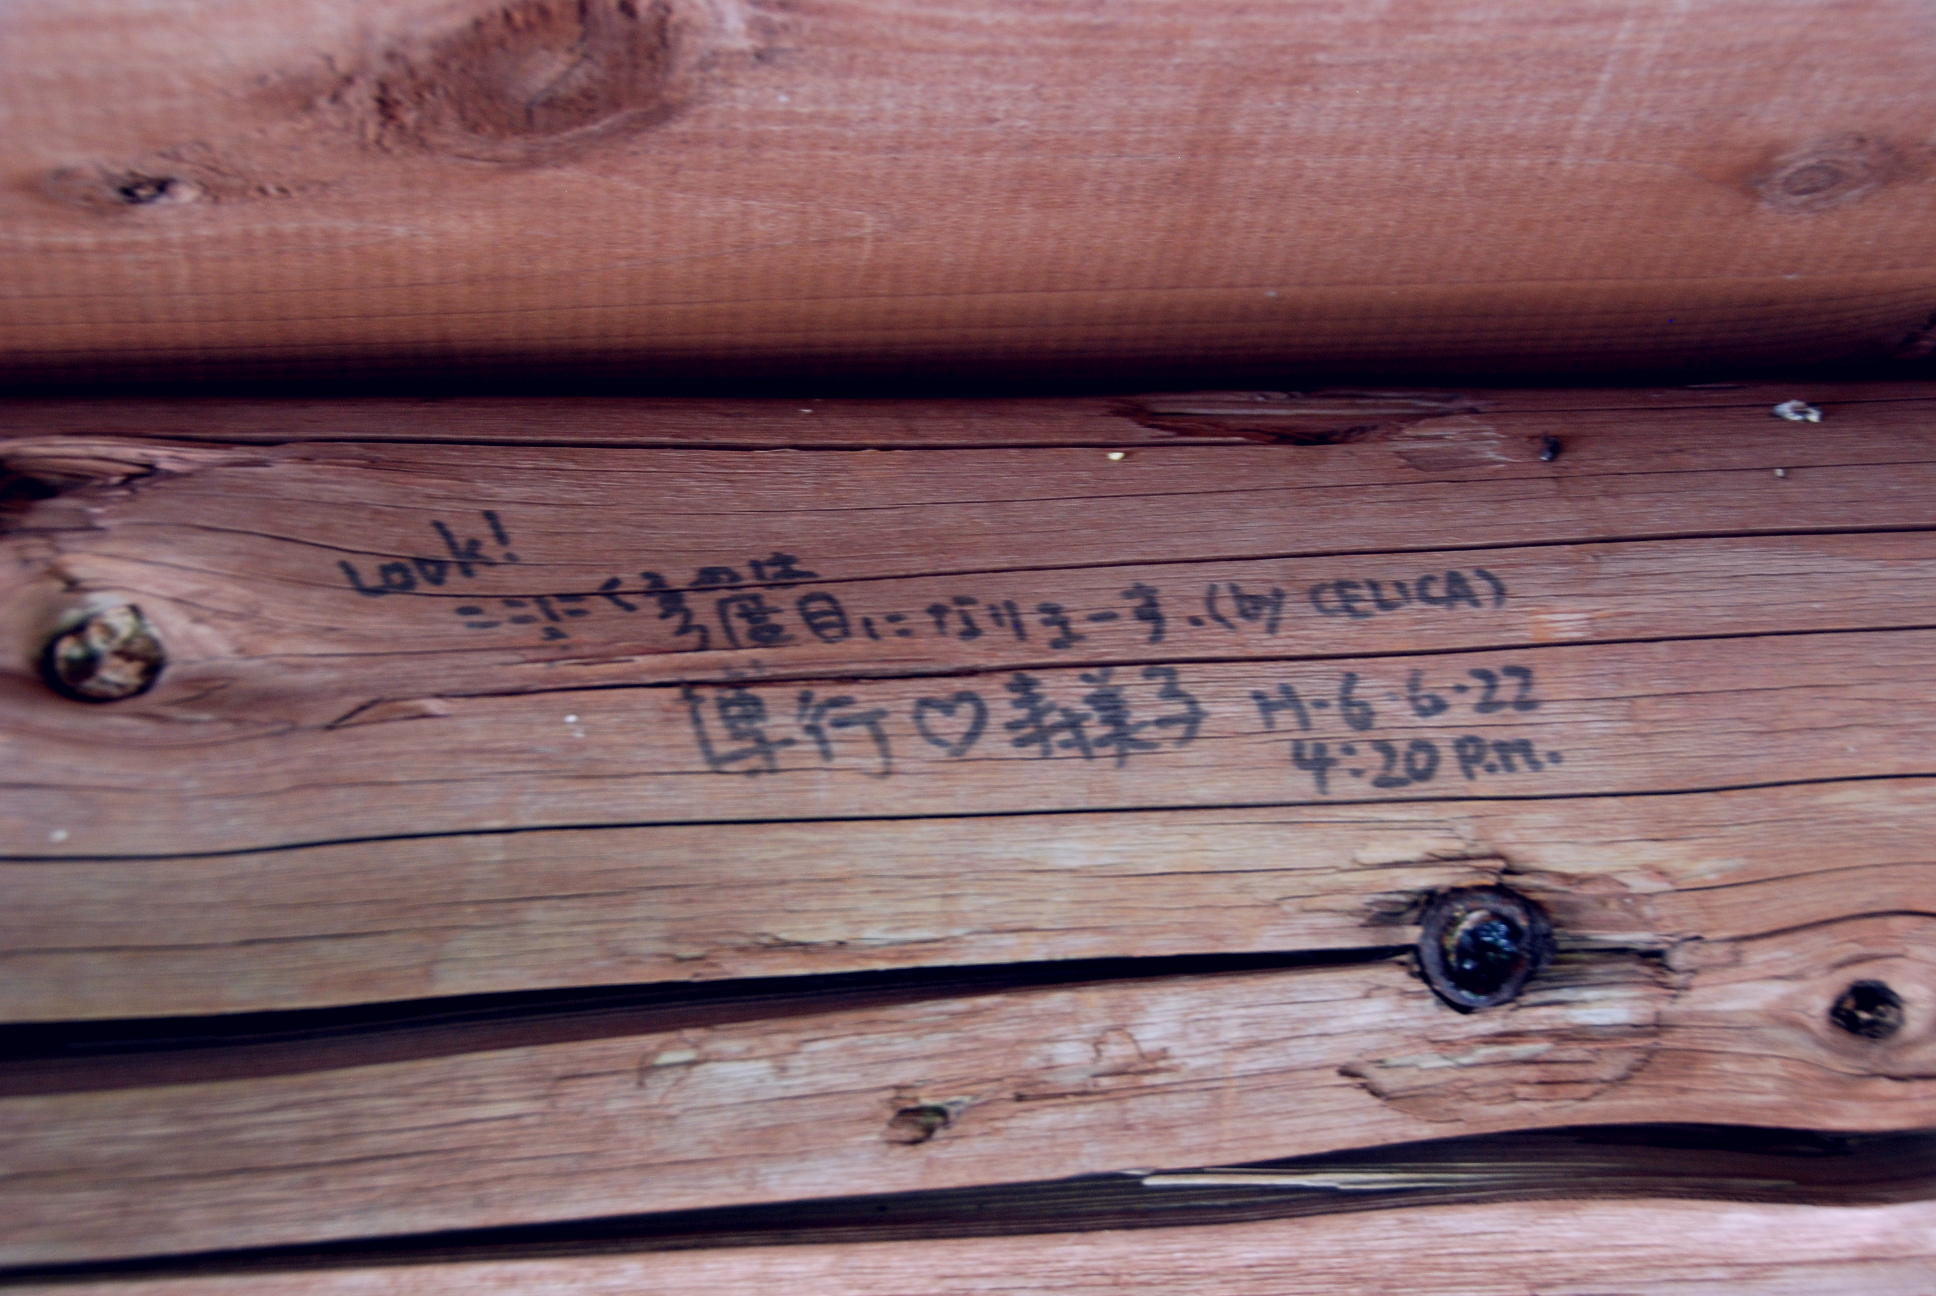 Look!
ここにくるのは
3度目になりまーす.(by CELICA)
博行♡寿美子 H・6・6・22
4:20 P.m.